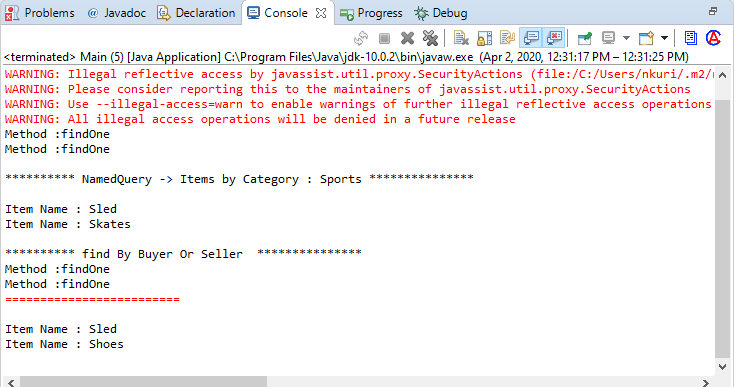 Problems @ Javadoc Declaration Console Progress Debug
<terminated> Main (5) [Java Application] C:\Program Files\Java\jdk-10.0.2\bin\javaw.exe (Apr 2, 2020, 12:31:17 PM – 12:31:25 PM)
WARNING: Illegal reflective access by javassist.util.proxy.SecurityActions (file:/C:/Users/nkuri/.m2/
WARNING: Please consider reporting this to the maintainers of javassist.util.proxy.SecurityActions
WARNING: Use --illegal-access=warn to enable warnings of further illegal reflective access operations
WARNING: All illegal access operations will be denied in a future release
Method :findOne
Method :findOne
********** NamedQuery -> Items by Category : Sports ***************
Item Name : Sled
Item Name : Skates
********** find By Buyer Or Seller  ***************
Method :findOne
Method :findOne
=========================
Item Name : Sled
Item Name : Shoes